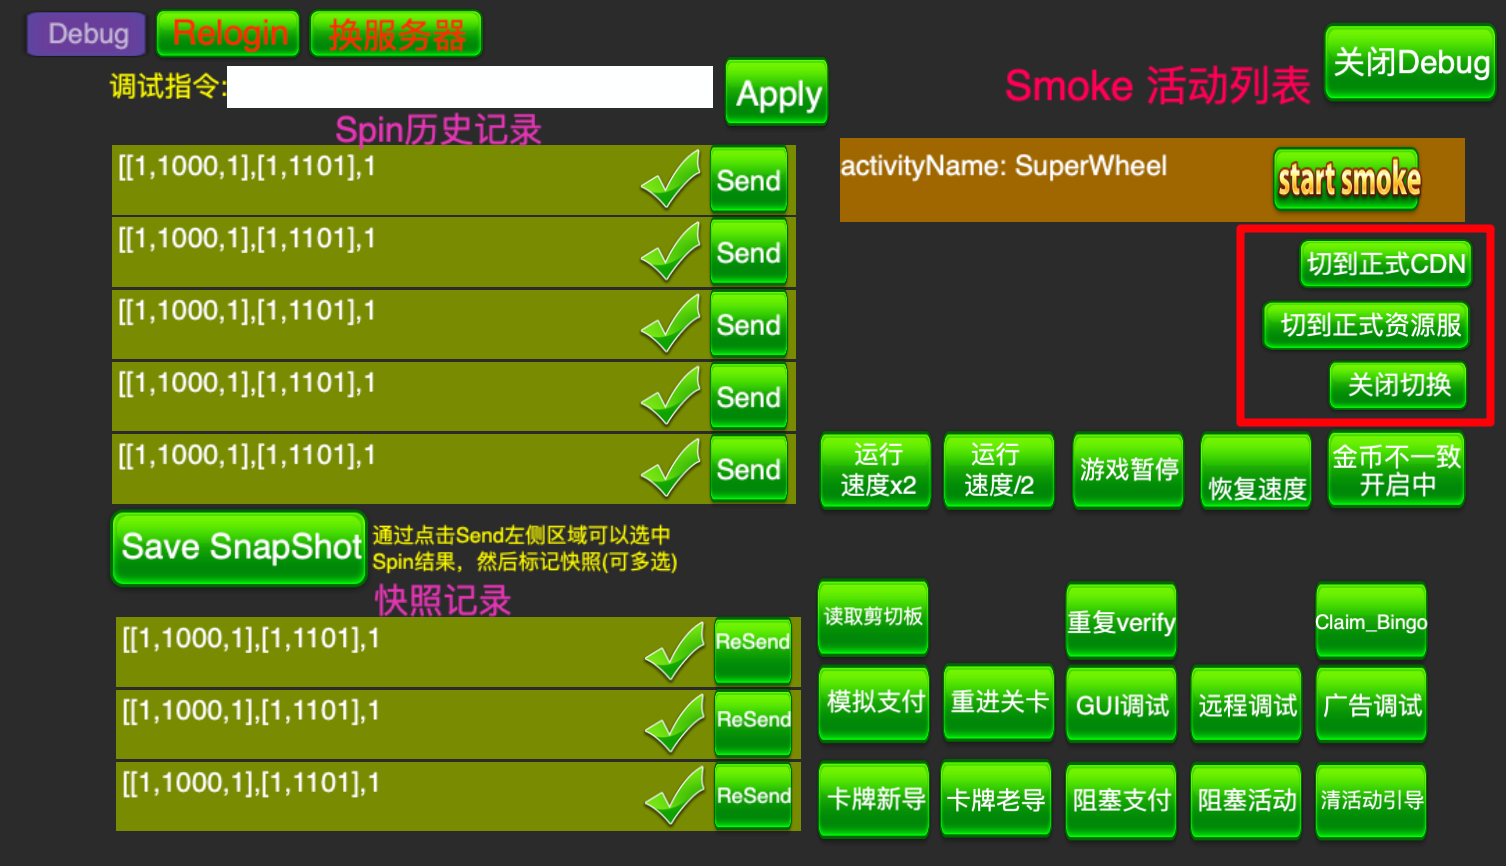 Debug
Relogin
换服务器
关闭Debug
调试指令:
Apply
Smoke 活动列表
Spin历史记录
[[1,1000,1],[1,1101],1
Send
[[1,1000,1],[1,1101],1
Send
[[1,1000,1],[1,1101],1
Send
[[1,1000,1],[1,1101],1
Send
[[1,1000,1],[1,1101],1
Send
activityName: SuperWheel
start smoke
切到正式CDN
切到正式资源服
关闭切换
运行
速度x2
运行
速度/2
游戏暂停
恢复速度
金币不一致
开启中
Save SnapShot
通过点击Send左侧区域可以选中
Spin结果，然后标记快照(可多选)
快照记录
[[1,1000,1],[1,1101],1
ReSend
[[1,1000,1],[1,1101],1
ReSend
[[1,1000,1],[1,1101],1
ReSend
读取剪切板
重复verify
Claim_Bingo
模拟支付
重进关卡
GUI调试
远程调试
广告调试
卡牌新导
卡牌老导
阻塞支付
阻塞活动
清活动引导